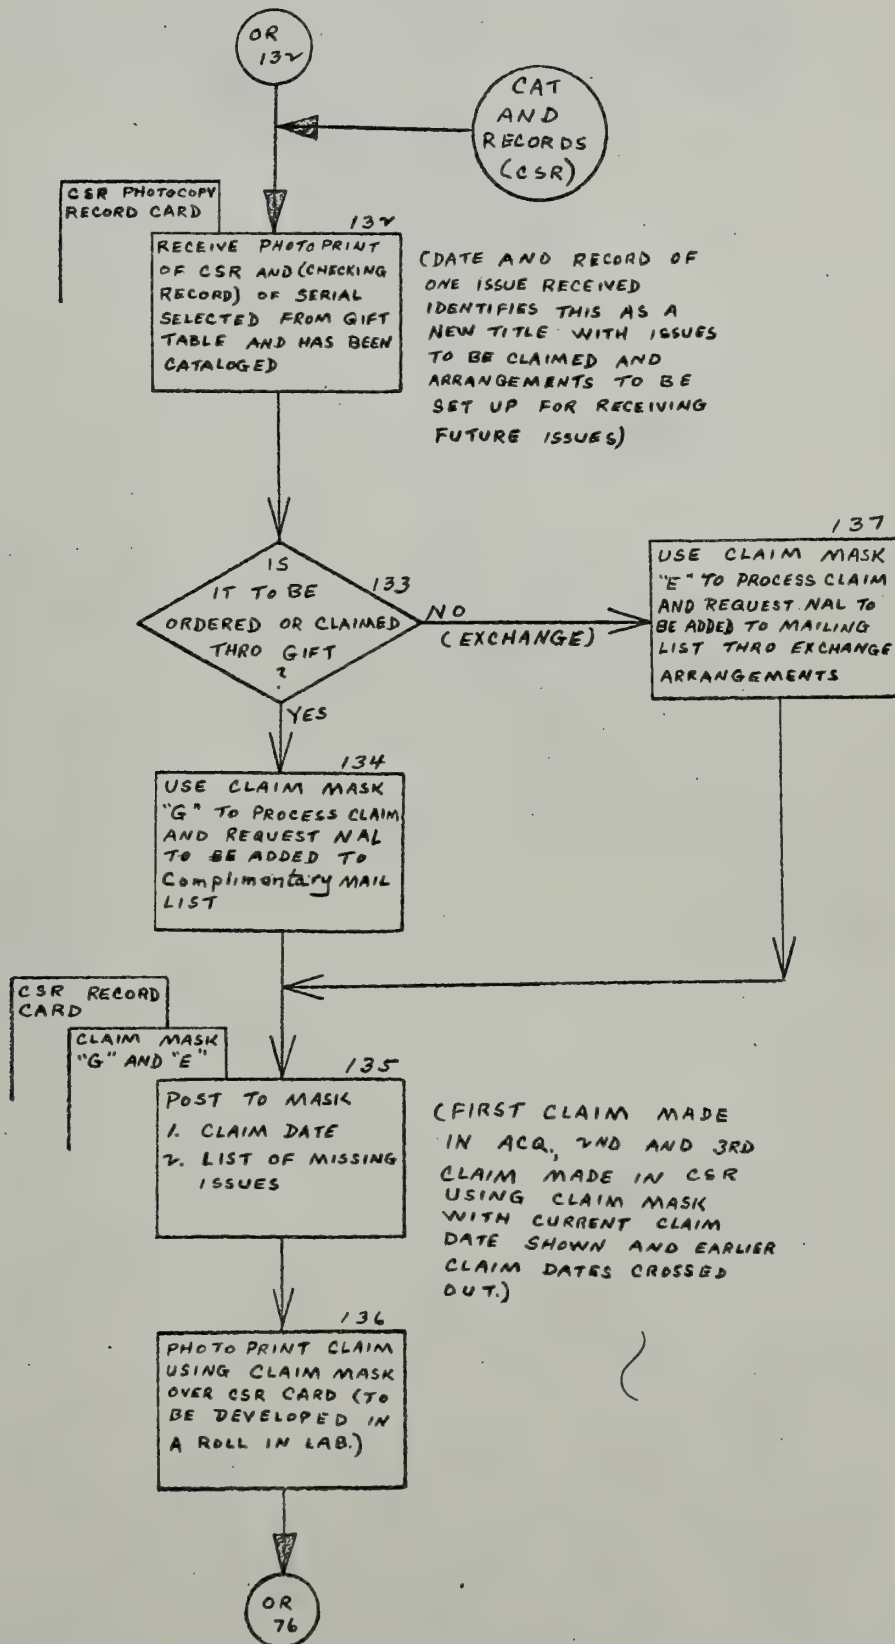 OR
132
CAT
AND
RECORDS
(CSR)
CSR PHOTOCOPY
RECORD CARD
132
RECEIVE PHOTO PRINT
OF CSR AND (CHECKING
RECORD) OF SERIAL
SELECTED FROM GIFT
TABLE AND HAS BEEN
CATALOGED
(DATE AND RECORD OF
ONE ISSUE RECEIVED
IDENTIFIES THIS AS A
NEW TITLE WITH ISSUES
TO BE CLAIMED AND
ARRANGEMENTS TO BE
SET UP FOR RECEIVING
FUTURE ISSUES)
IS
IT TO BE
ORDERED OR CLAIMED
THRO GIFT
?
133
NO
(EXCHANGE)
137
USE CLAIM MASK
"E" TO PROCESS CLAIM
AND REQUEST NAL TO
BE ADDED TO MAILING
LIST THRO EXCHANGE
ARRANGEMENTS
YES
134
USE CLAIM MASK
"G" TO PROCESS CLAIM
AND REQUEST NAL
TO BE ADDED TO
Complimentary MAIL
LIST
CSR RECORD
CARD
CLAIM MASK
"G" AND "E"
135
POST TO MASK
1. CLAIM DATE
2. LIST OF MISSING
ISSUES
(FIRST CLAIM MADE
IN ACQ., 2ND AND 3RD
CLAIM MADE IN CSR
USING CLAIM MASK
WITH CURRENT CLAIM
DATE SHOWN AND EARLIER
CLAIM DATES CROSSED
OUT.)
136
PHOTO PRINT CLAIM
USING CLAIM MASK
OVER CSR CARD (TO
BE DEVELOPED IN
A ROLL IN LAB.)
OR
76